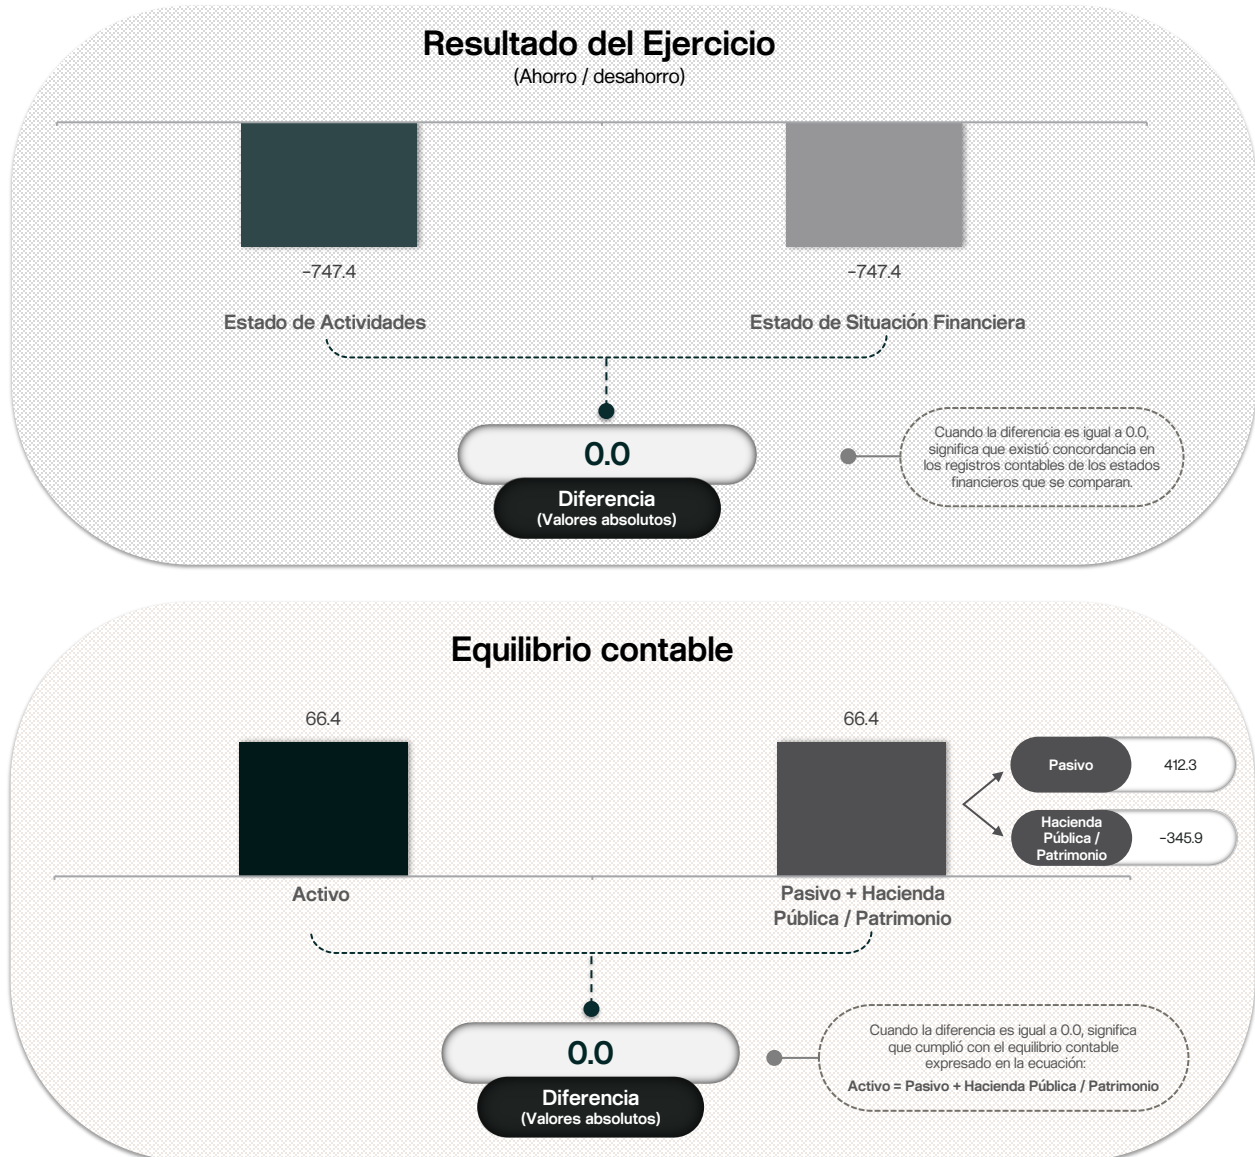 Resultado del Ejercicio
(Ahorro / desahorro)
-747.4
-747.4
Estado de Actividades
Estado de Situación Financiera
0.0
Diferencia
(Valores absolutos)
Cuando la diferencia es igual a 0.0,
significa que existió concordancia en
los registros contables de los estados
financieros que se comparan.
Equilibrio contable
66.4
66.4
Pasivo
412.3
Hacienda
Pública /
Patrimonio
-345.9
Activo
Pasivo + Hacienda
Pública / Patrimonio
0.0
Diferencia
(Valores absolutos)
Cuando la diferencia es igual a 0.0, significa
que cumplió con el equilibrio contable
expresado en la ecuación:
Activo = Pasivo + Hacienda Pública / Patrimonio